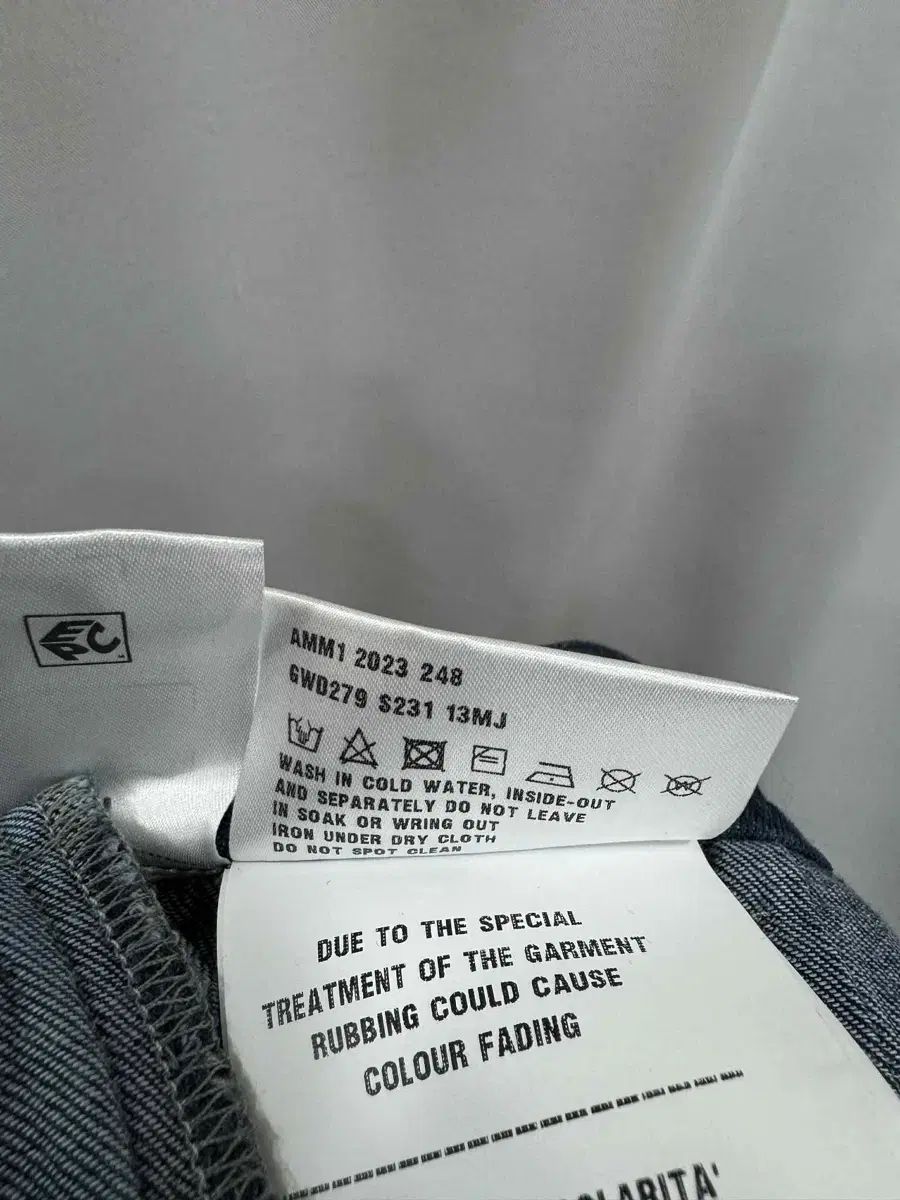 EPC
AMM1 2023 248
GWD279 S231 13MJ
WASH IN COLD WATER, INSIDE-OUT
AND SEPARATELY DO NOT LEAVE
IN SOAK OR WRING OUT
IRON UNDER DRY CLOTH
DO NOT SPOT CLEAN
DUE TO THE SPECIAL
TREATMENT OF THE GARMENT
RUBBING COULD CAUSE
COLOUR FADING